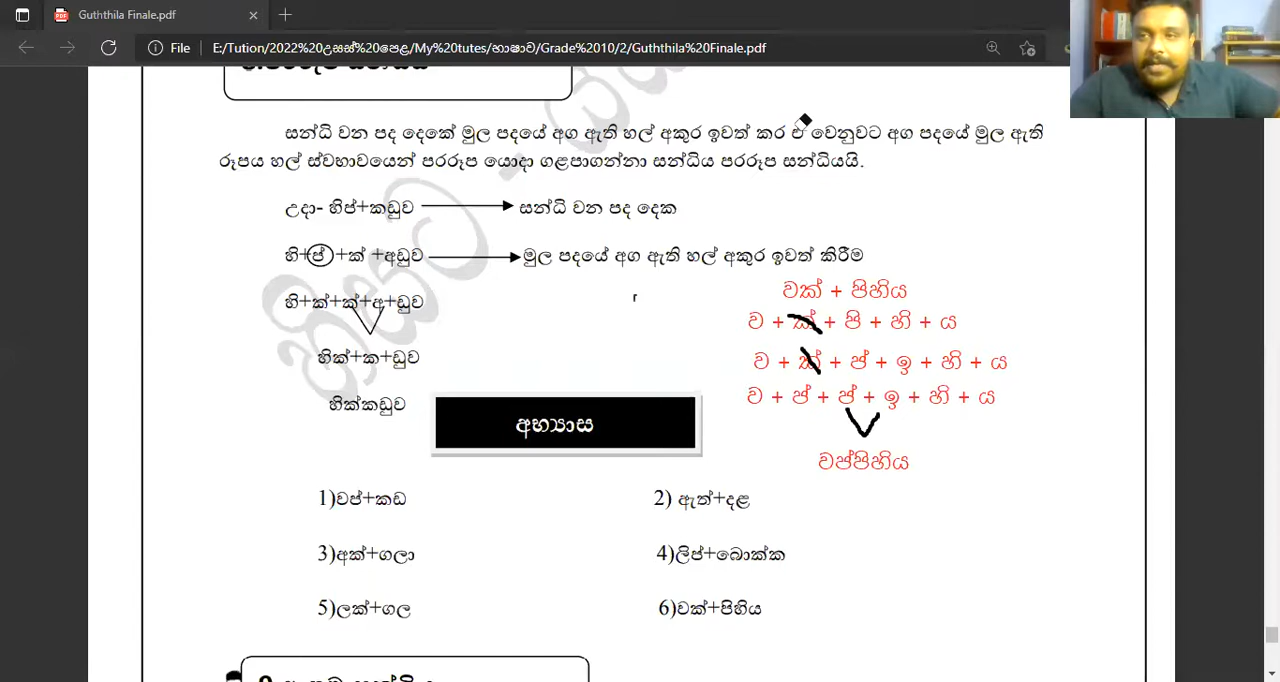 Guththila Finale.pdf
File E:/Tution/2022%20උසස්%20පෙළ/My%20tutes/භාෂාව/Grade%2010/2/Guththila%20Finale.pdf
සන්ධි වන පද දෙකේ මුල පදයේ අග ඇති හල් අකුර ඉවත් කර ඒ වෙනුවට අග පදයේ මුල ඇති
රූපය හල් ස්වභාවයෙන් පරරූප යොදා ගළපාගන්නා සන්ධිය පරරූප සන්ධියයි.
උදා- හිප්+කඩුව සන්ධි වන පද දෙක
හි+ප් +ක් +අඩුව මුල පදයේ අග ඇති හල් අකුර ඉවත් කිරීම
හි+ක්+ක්+අ+ඩුව
හික්+ක+ඩුව
හික්කඩුව
වක් + පිහිය
ව + ක් + පි + හි + ය
ව + ක් + ප් + ඉ + හි + ය
ව + ප් + ප් + ඉ + හි + ය
වප්පිහිය
අභ්‍යාස
1)වප්+කඩ
2) ඇත්+දළ
3)අක්+ගලා
4)ලිප්+බොක්ක
5)ලක්+ගල
6)වක්+පිහිය